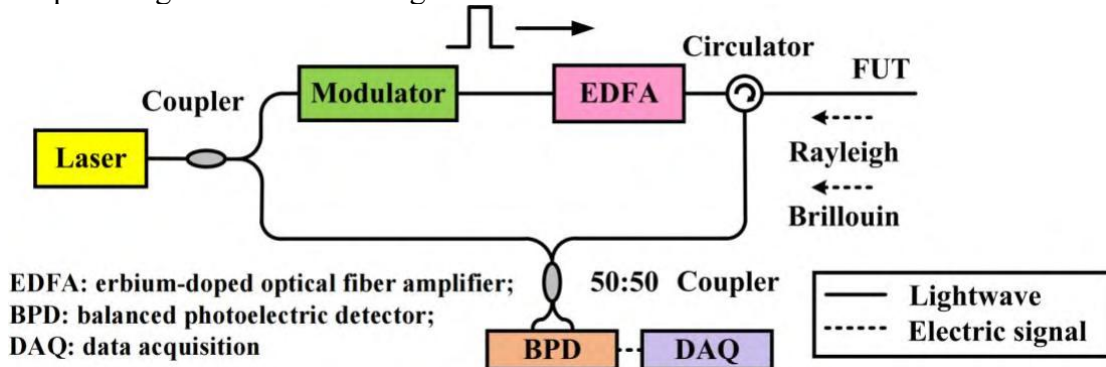 Circulator
FUT
Coupler
Modulator
EDFA
Laser
Rayleigh
Brillouin
EDFA: erbium-doped optical fiber amplifier;
BPD: balanced photoelectric detector;
DAQ: data acquisition
50:50 Coupler
BPD
DAQ
Lightwave
Electric signal